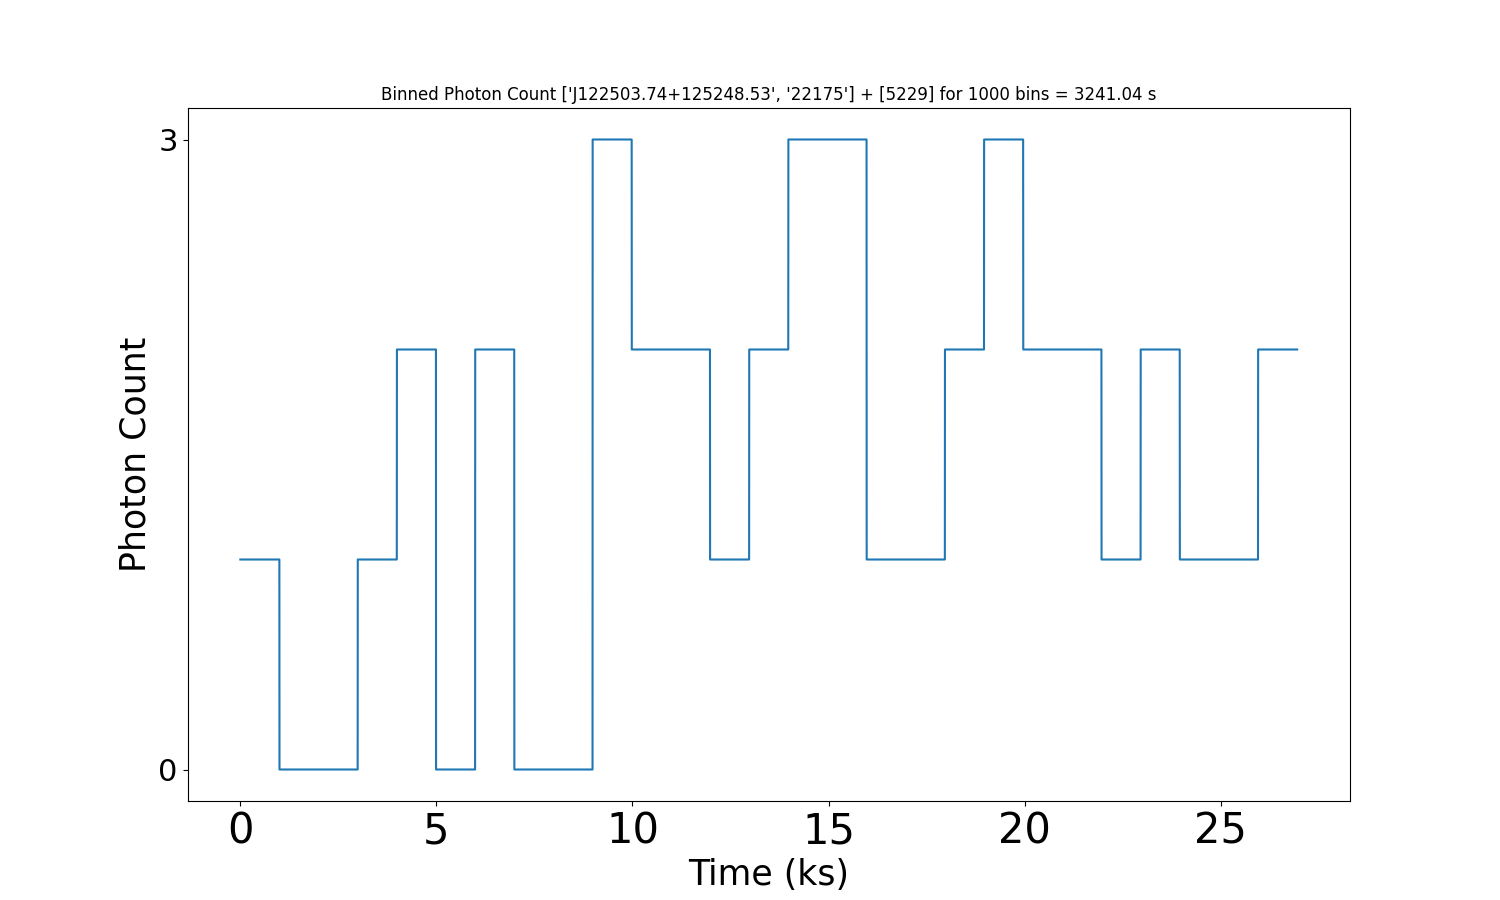 Binned Photon Count ['J122503.74+125248.53', '22175'] + [5229] for 1000 bins = 3241.04 s
3
Photon Count
0
0 5 10 15 20 25
Time (ks)